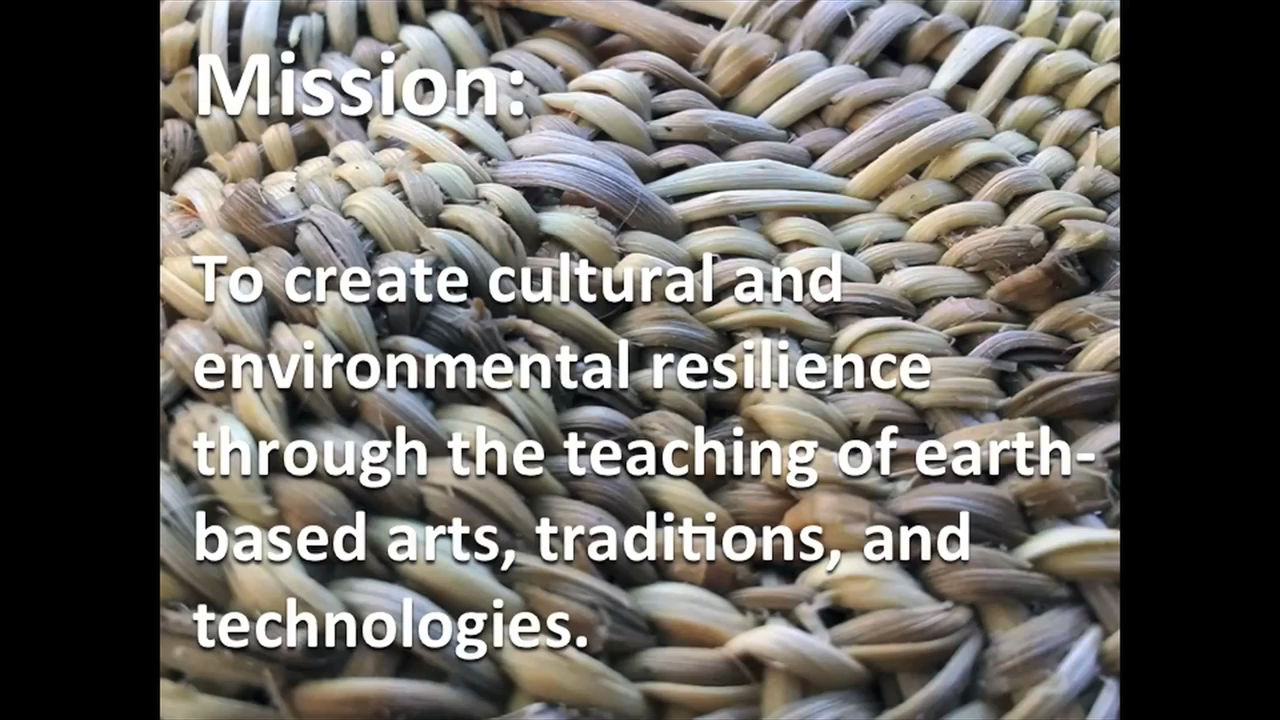 Mission:
To create cultural and
environmental resilience
through the teaching of earth-
based arts, traditions, and
technologies.